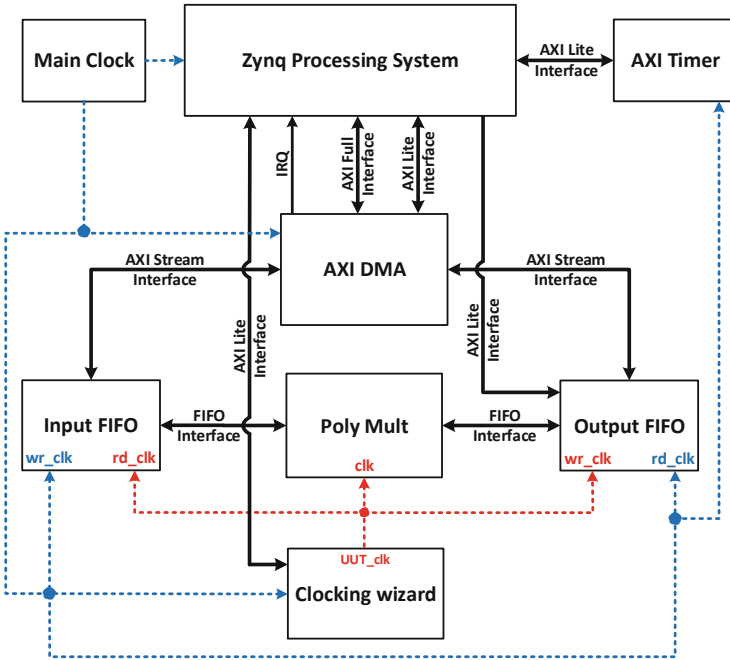 Main Clock
Zynq Processing System
AXI Lite
Interface
AXI Timer
IRQ
AXI Full
Interface
AXI Lite
Interface
AXI Stream
Interface
AXI DMA
AXI Stream
Interface
AXI Lite
Interface
AXI Lite
Interface
Input FIFO
wr_clk
rd_clk
FIFO
Interface
Poly Mult
clk
FIFO
Interface
Output FIFO
wr_clk
rd_clk
UUT_clk
Clocking wizard